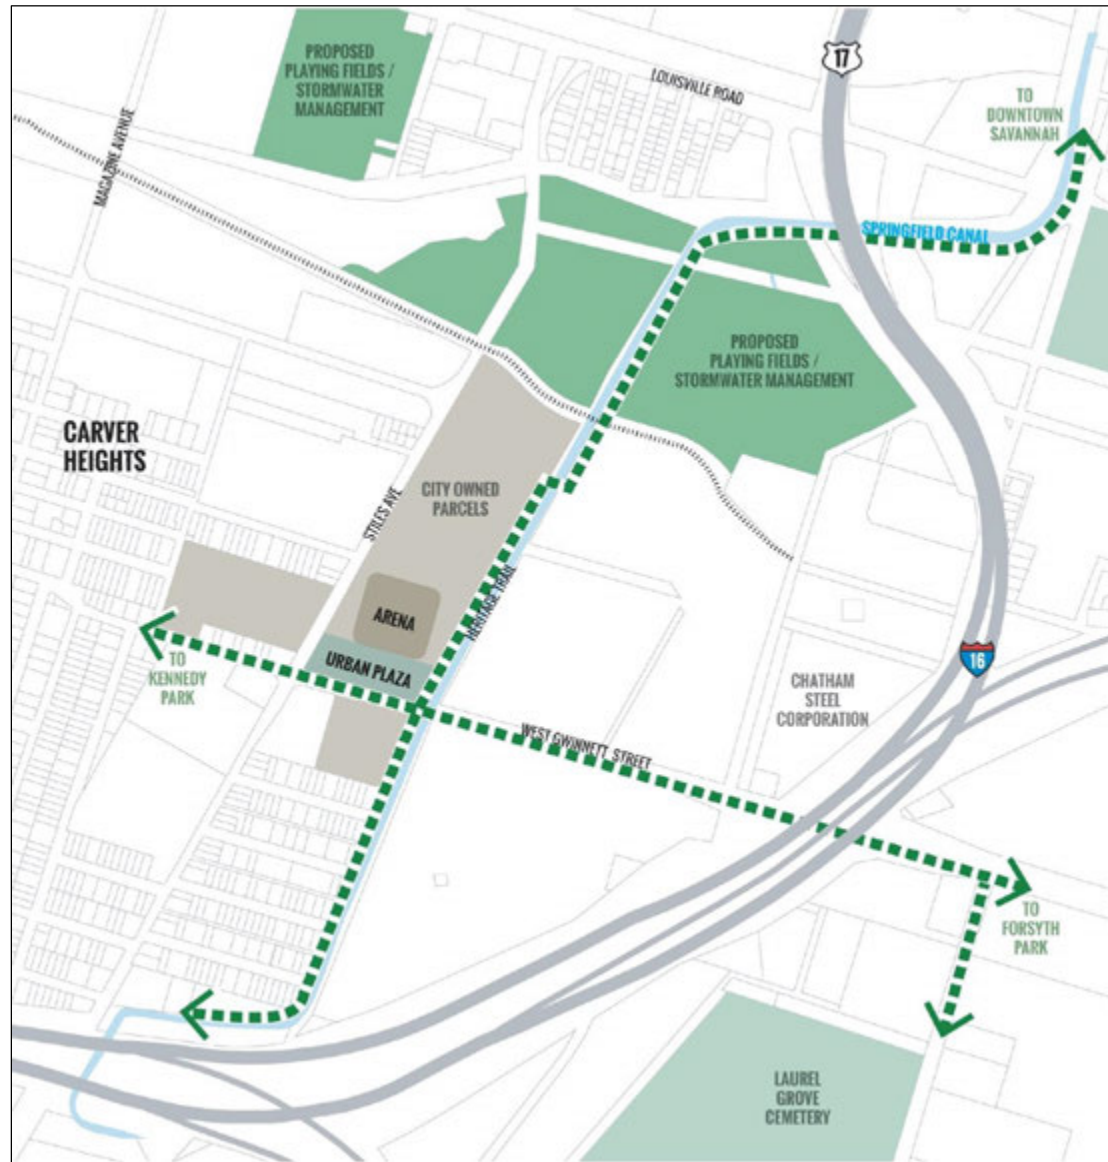 PROPOSED
PLAYING FIELDS /
STORMWATER
MANAGEMENT
17
LOUISVILLE ROAD
TO
DOWNTOWN
SAVANNAH
MAGAZINE AVENUE
SPRINGFIELD CANAL
PROPOSED
PLAYING FIELDS /
STORMWATER MANAGEMENT
CARVER
HEIGHTS
CITY OWNED
PARCELS
STILES AVE
HERITAGE TRAIL
ARENA
URBAN PLAZA
TO
KENNEDY
PARK
16
CHATHAM
STEEL
CORPORATION
WEST GWINNETT STREET
TO
FORSYTH
PARK
LAUREL
GROVE
CEMETERY